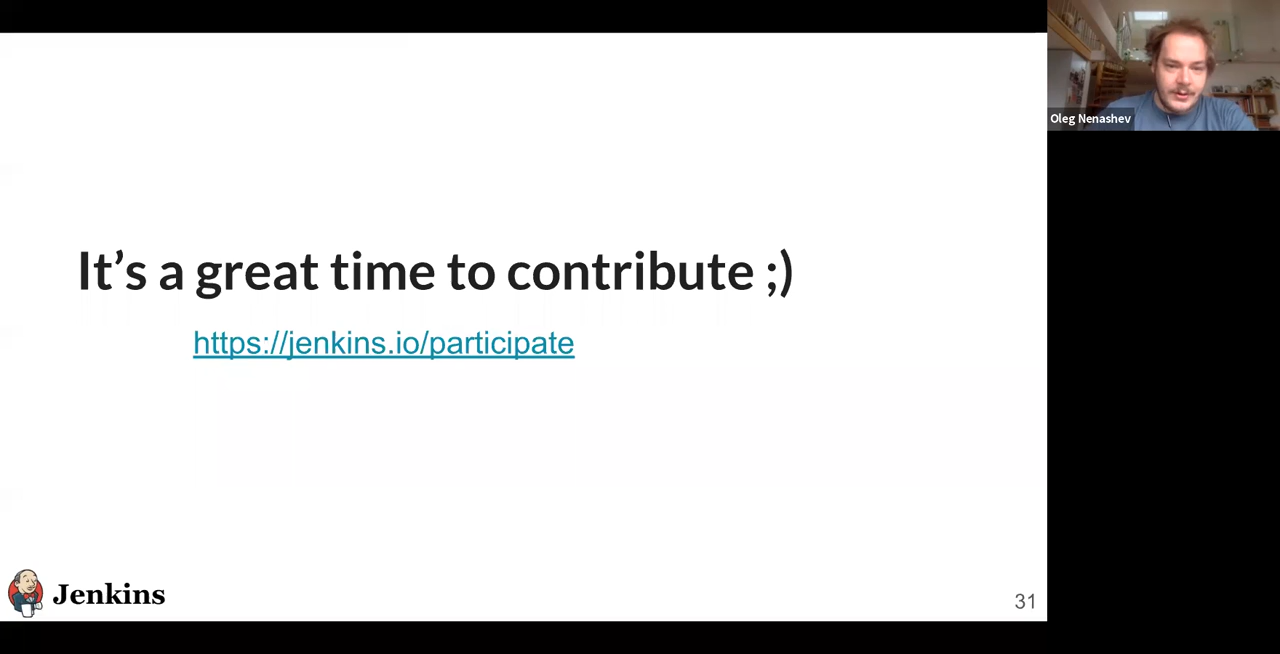 Oleg Nenashev
It’s a great time to contribute ;)
https://jenkins.io/participate
Jenkins
31